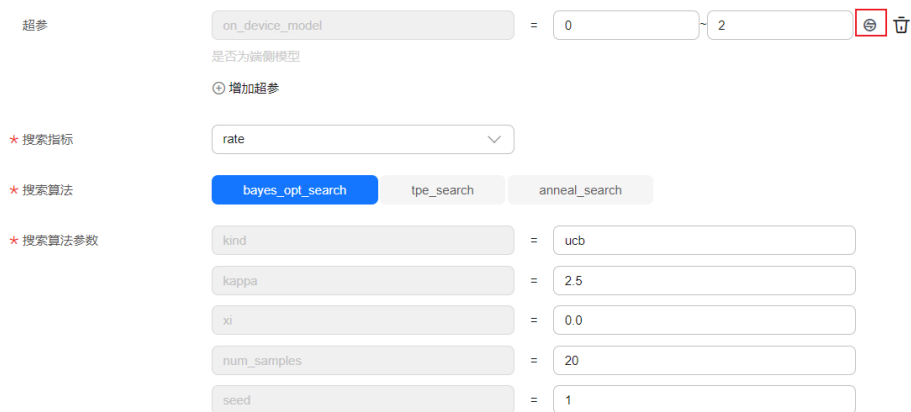 超参 on_device_model = 0 ~ 2
是否为端侧模型
增加超参
* 搜索指标 rate
* 搜索算法 bayes_opt_search tpe_search anneal_search
* 搜索算法参数 kind = ucb
kappa = 2.5
xi = 0.0
num_samples = 20
seed = 1